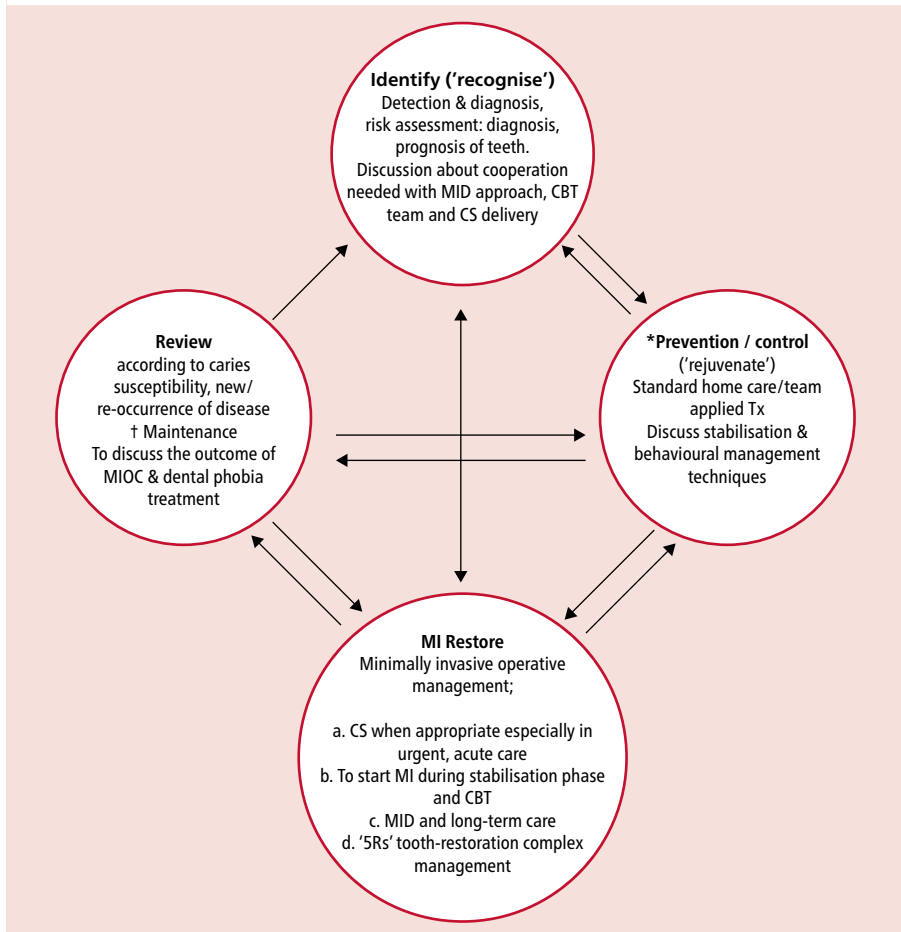 Identify ('recognise')
Detection & diagnosis,
risk assessment: diagnosis,
prognosis of teeth.
Discussion about cooperation
needed with MID approach, CBT
team and CS delivery
Review
according to caries
susceptibility, new/
re-occurrence of disease
† Maintenance
To discuss the outcome of
MIOC & dental phobia
treatment
*Prevention / control
('rejuvenate')
Standard home care/team
applied Tx
Discuss stabilisation &
behavioural management
techniques
MI Restore
Minimally invasive operative
management;
a. CS when appropriate especially in
urgent, acute care
b. To start MI during stabilisation phase
and CBT
c. MID and long-term care
d. '5Rs' tooth-restoration complex
management